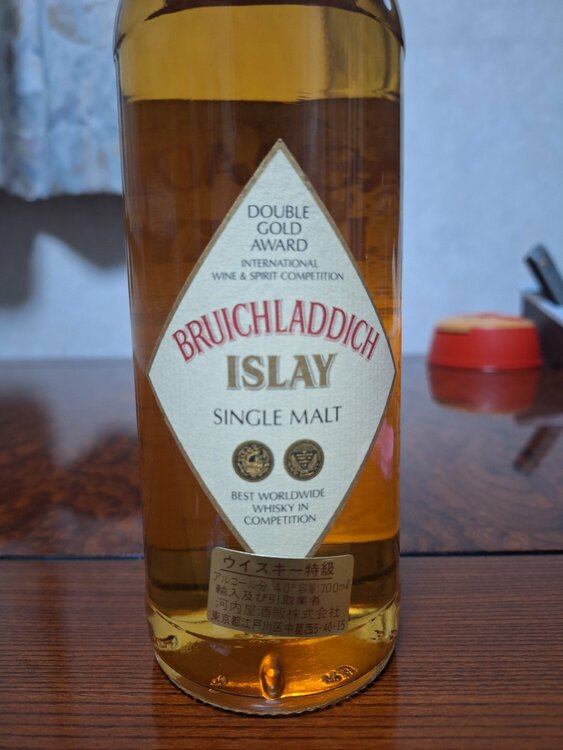 DOUBLE
GOLD
AWARD
INTERNATIONAL
WINE & SPIRIT COMPETITION
BRUICHLADDICH
ISLAY
SINGLE MALT
BEST WORLDWIDE
WHISKY IN
COMPETITION
ウイスキー特級
アルコール分.40°容量.700ml
輸入及び引取業者
河内屋酒販株式会社
東京都江戸川区中葛西5-40-15